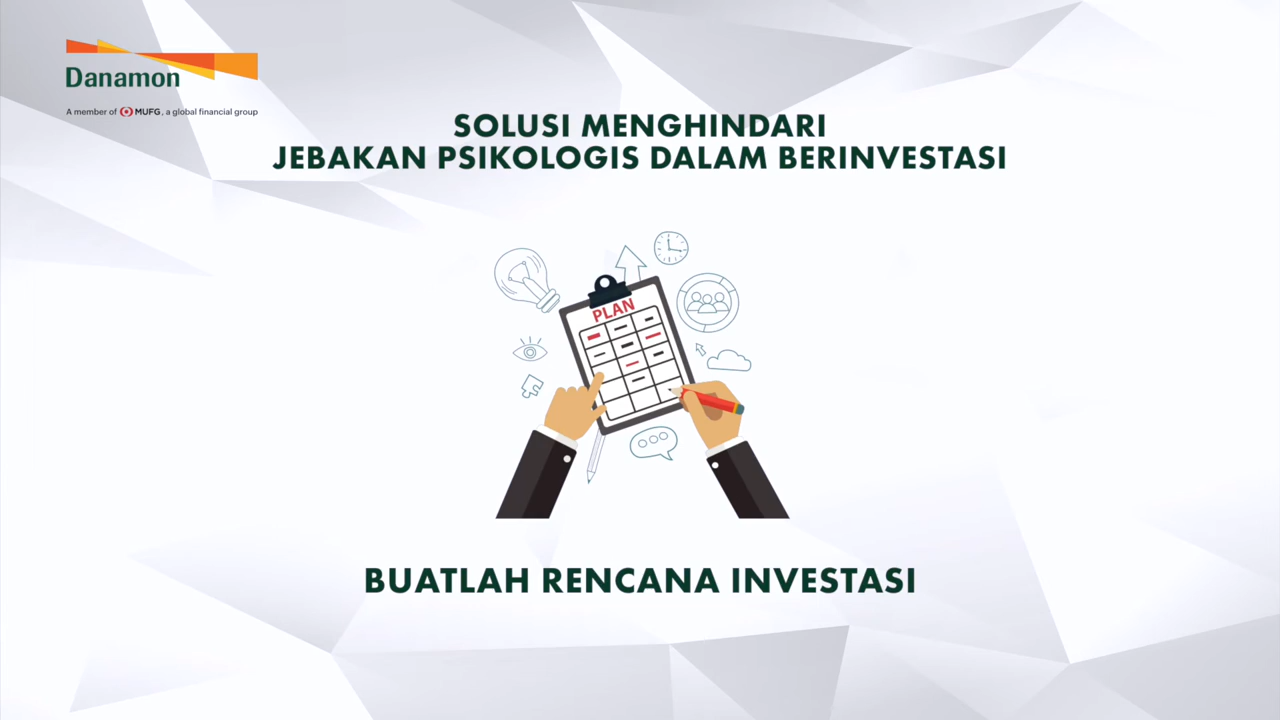 Danamon
A member of MUFG, a global financial group
SOLUSI MENGHINDARI
JEBAKAN PSIKOLOGIS DALAM BERINVESTASI
PLAN
BUATLAH RENCANA INVESTASI